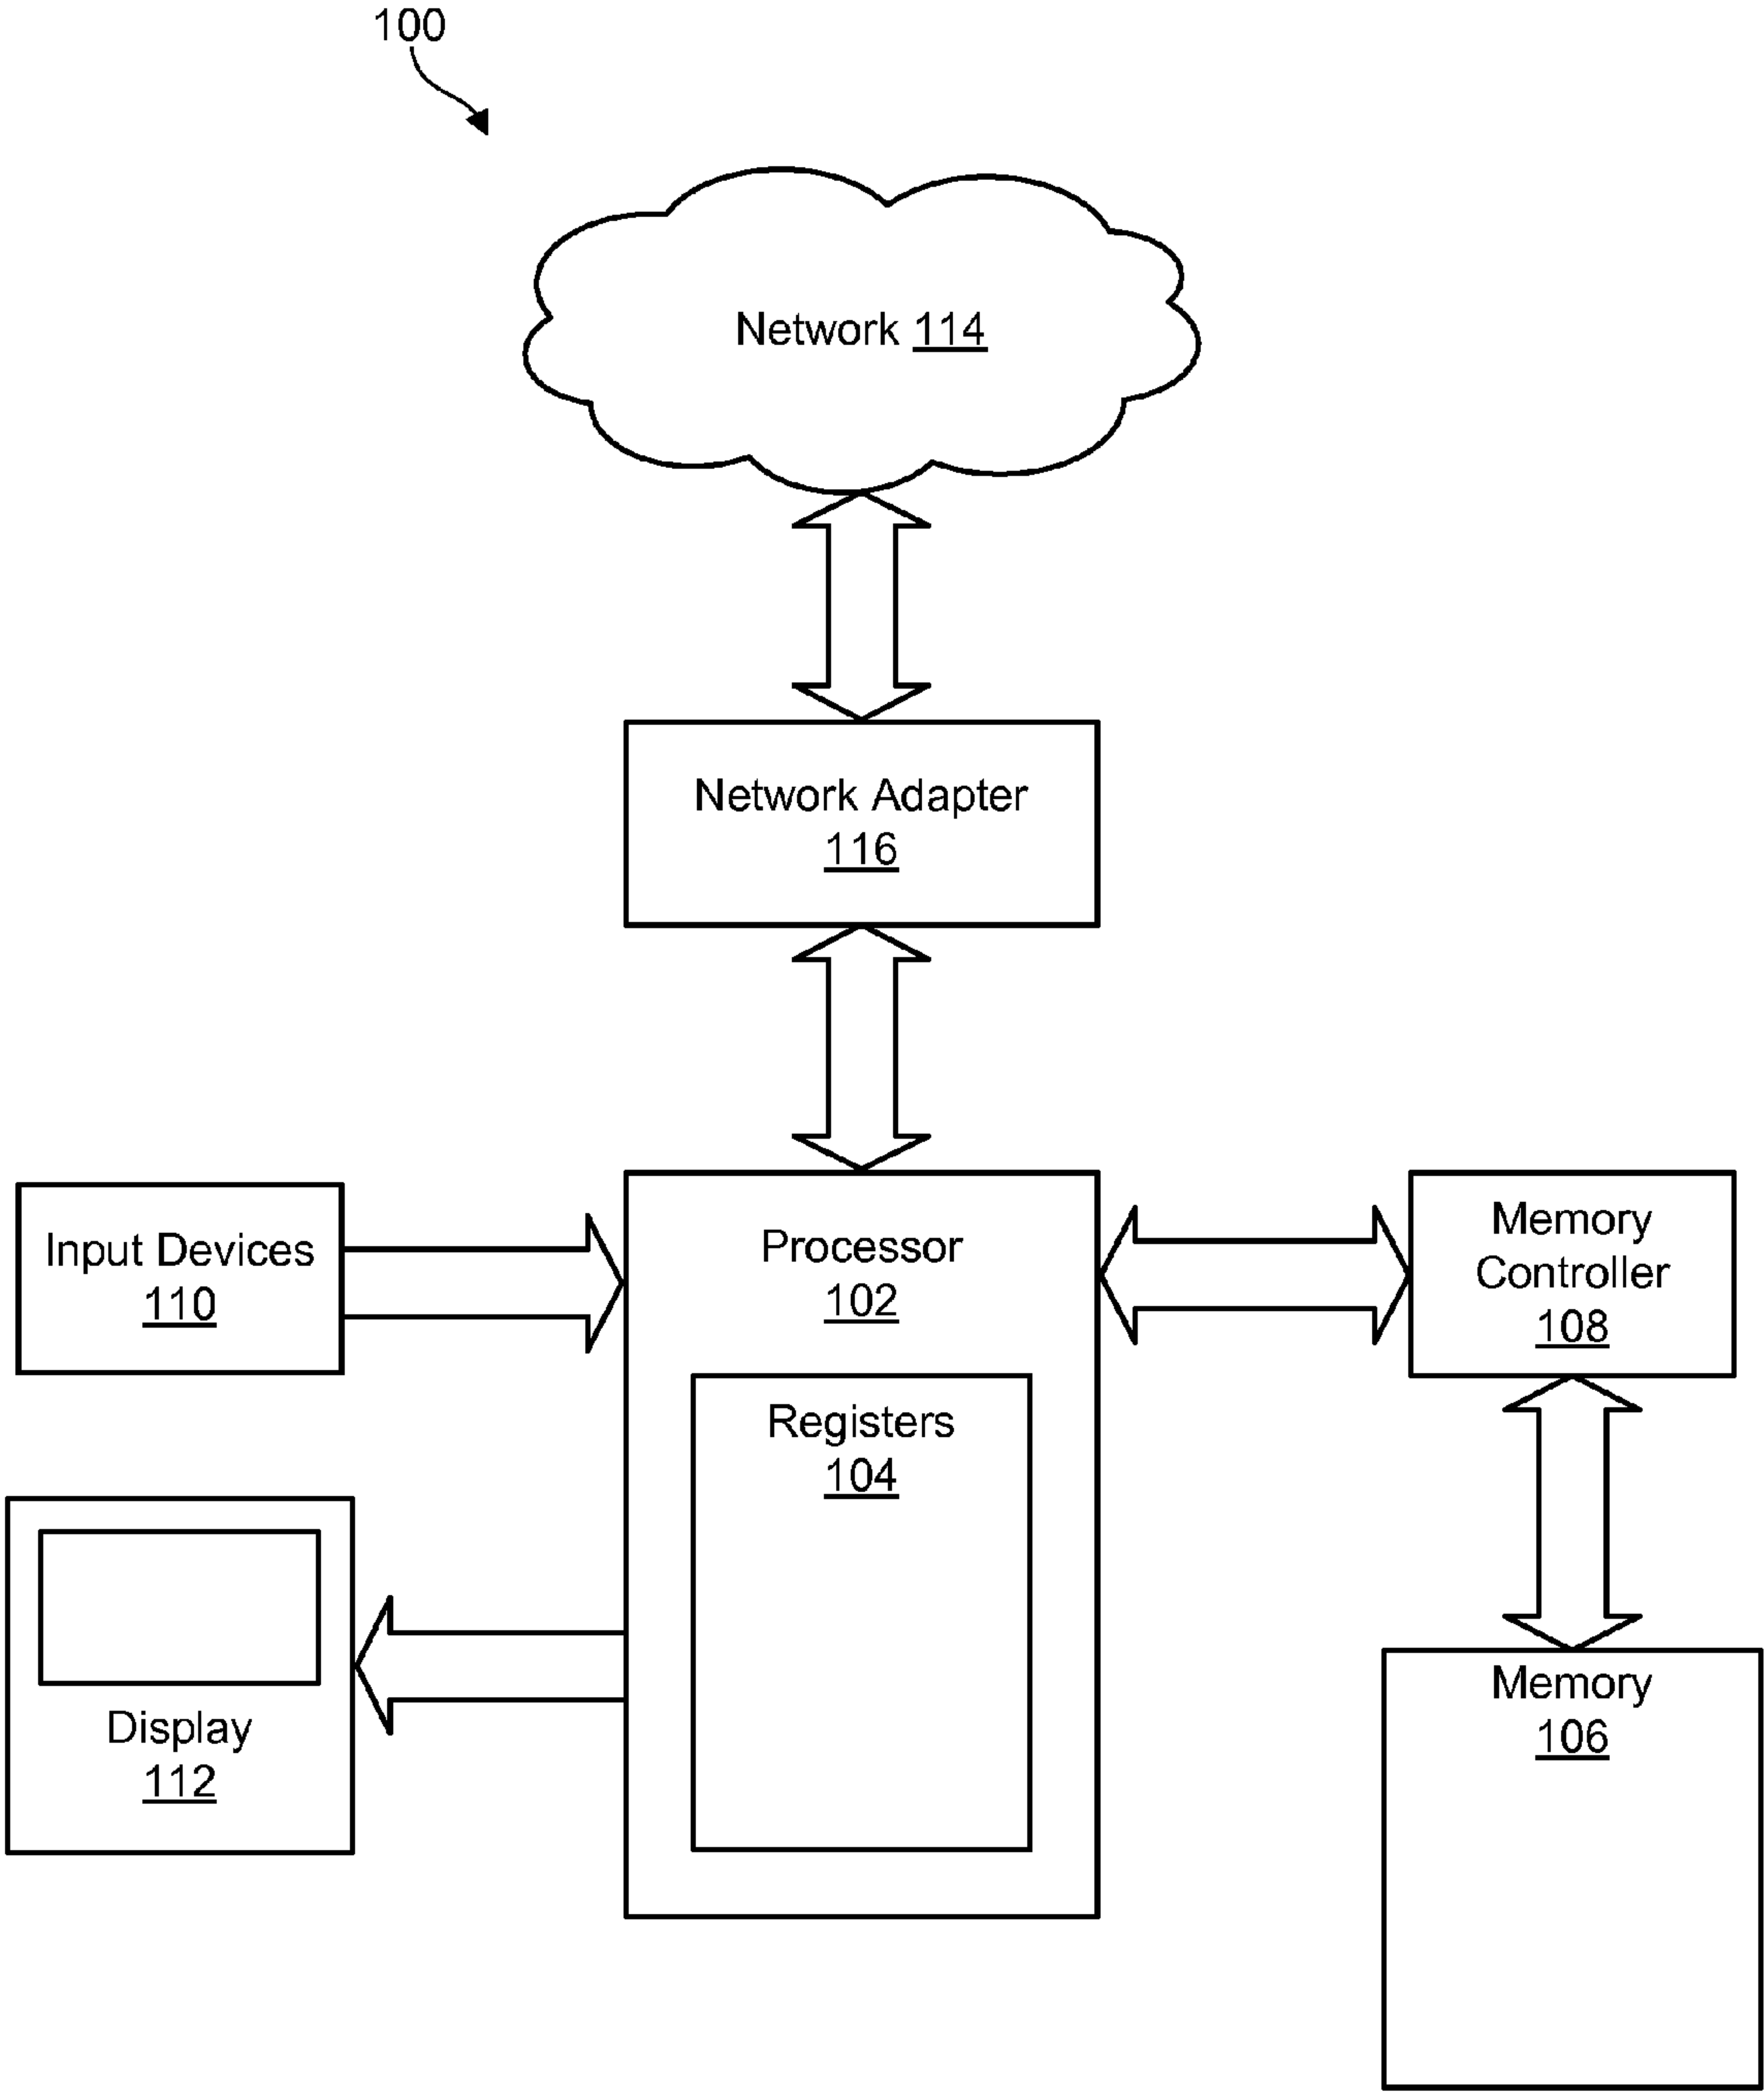 100
Network 114
Network Adapter
116
Input Devices
110
Processor
102
Memory
Controller
108
Registers
104
Display
112
Memory
106